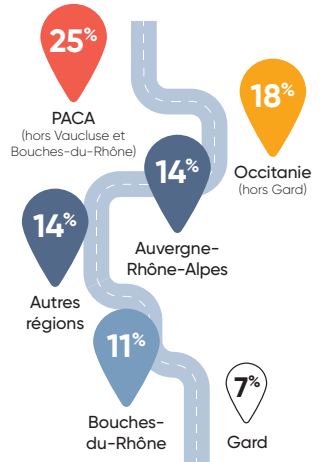 25%
PACA
(hors Vaucluse et
Bouches-du-Rhône)
18%
Occitanie
(hors Gard)
14%
Auvergne-
Rhône-Alpes
14%
Autres
régions
11%
Bouches-
du-Rhône
7%
Gard